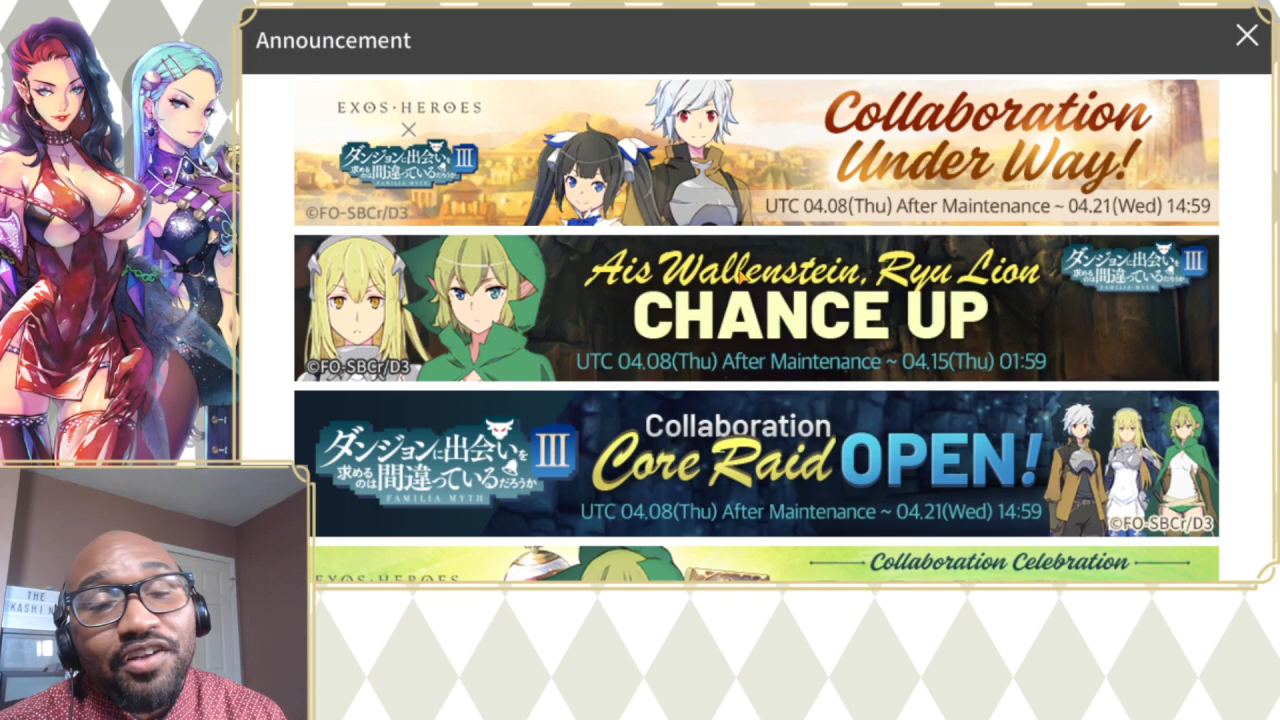 Announcement
EXOS·HEROES
×
ダンジョンに出会いを
求めるのは間違っているだろうか
III
FAMILIA MYTH
©FO-SBCr/D3
Collaboration
Under Way!
UTC 04.08(Thu) After Maintenance ~ 04.21(Wed) 14:59
Ais Wallenstein, Ryu Lion
CHANCE UP
UTC 04.08(Thu) After Maintenance ~ 04.15(Thu) 01:59
ダンジョンに出会いを
求めるのは間違っているだろうか
III
FAMILIA MYTH
©FO-SBCr/D3
ダンジョンに出会いを
求めるのは間違っているだろうか
III
FAMILIA MYTH
Collaboration
Core Raid OPEN!
UTC 04.08(Thu) After Maintenance ~ 04.21(Wed) 14:59
©FO-SBCr/D3
EXOS·HEROES
Collaboration Celebration
THE
KASHIN